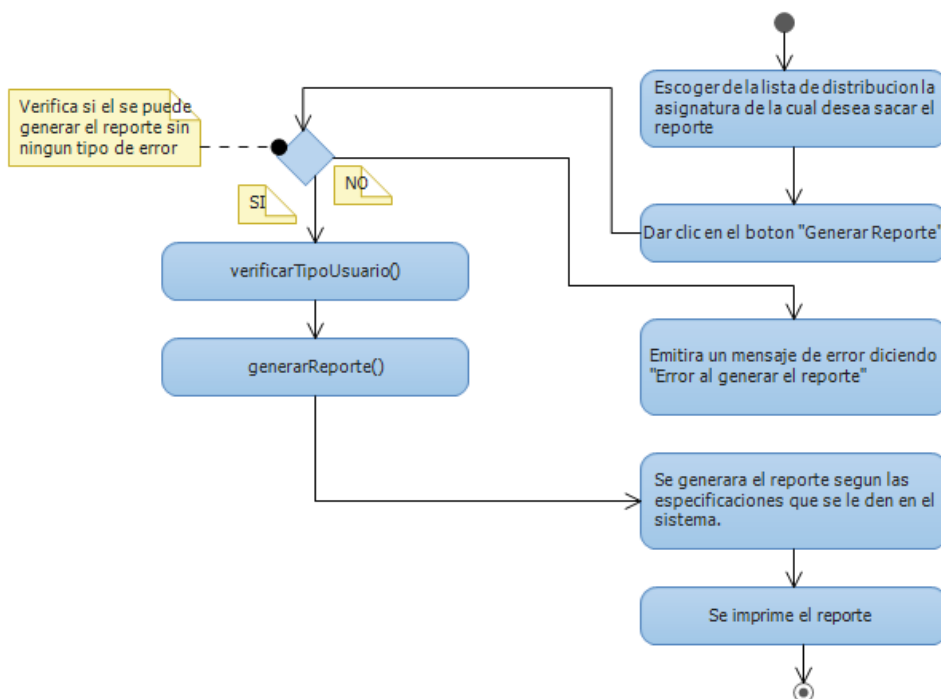 Escoger de la lista de distribucion la
asignatura de la cual desea sacar el
reporte
Verifica si el se puede
generar el reporte sin
ningun tipo de error
SI
NO
Dar clic en el boton "Generar Reporte"
verificarTipoUsuario()
generarReporte()
Emitira un mensaje de error diciendo
"Error al generar el reporte"
Se generara el reporte segun las
especificaciones que se le den en el
sistema.
Se imprime el reporte